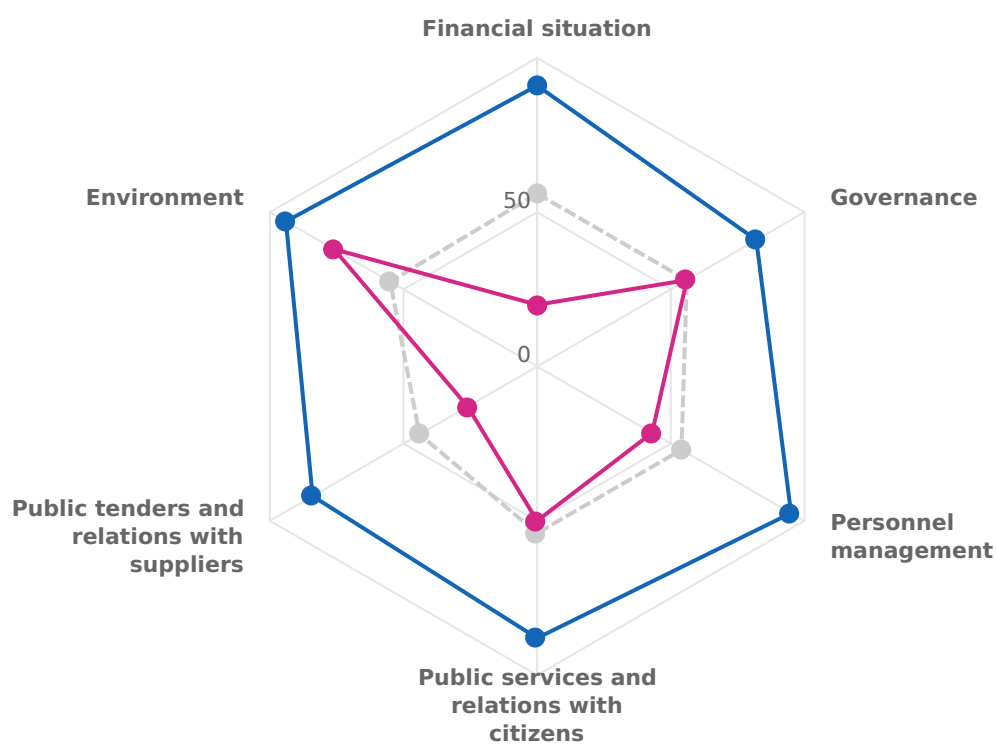 Financial situation
Environment
Governance
50
0
Public tenders and
relations with
suppliers
Personnel
management
Public services and
relations with
citizens